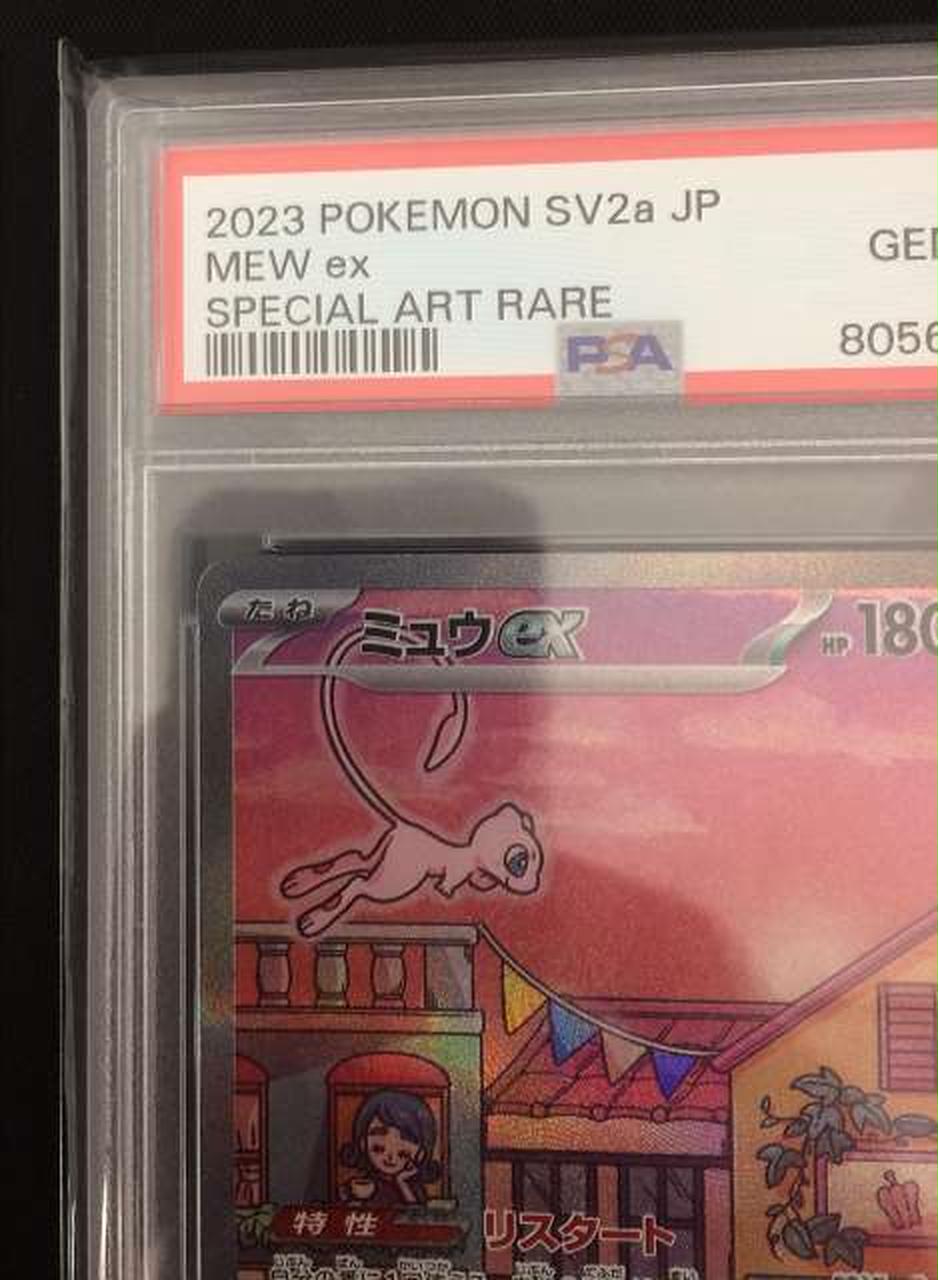 2023 POKEMON SV2a JP
MEW ex
SPECIAL ART RARE
PSA
たね
ミュウex
HP 180
特性
リスタート